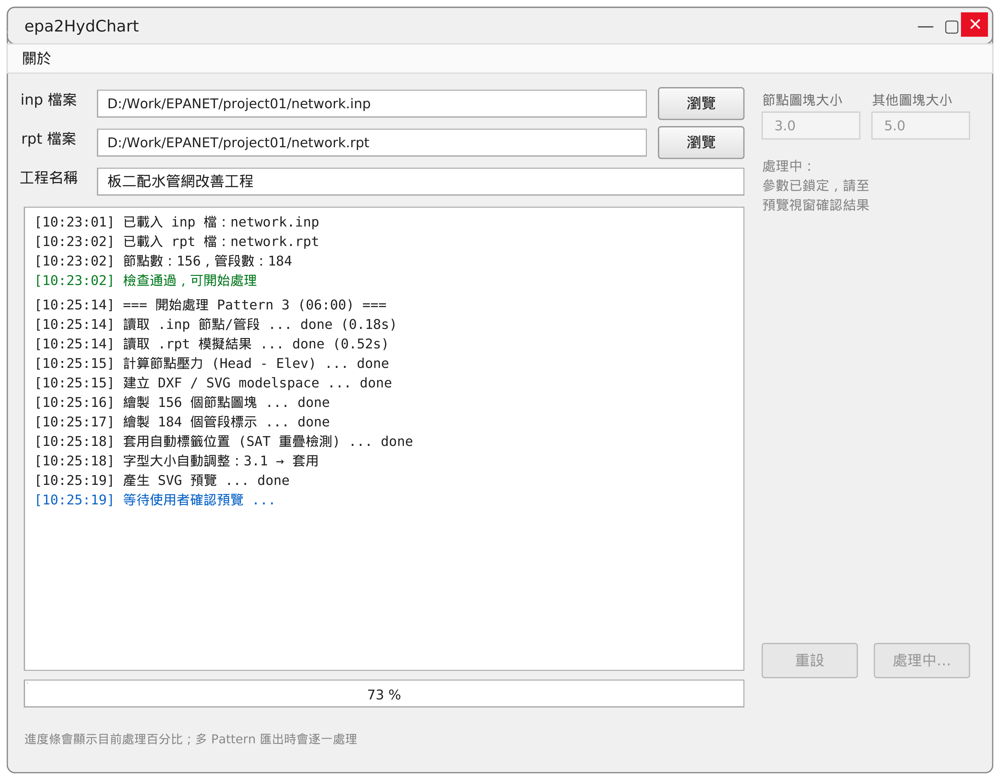 epa2HydChart
關於
inp 檔案 D:/Work/EPANET/project01/network.inp 瀏覽
節點圖塊大小 其他圖塊大小
3.0 5.0
rpt 檔案 D:/Work/EPANET/project01/network.rpt 瀏覽
工程名稱 板二配水管網改善工程
處理中：
參數已鎖定，請至
預覽視窗確認結果
[10:23:01] 已載入 inp 檔：network.inp
[10:23:02] 已載入 rpt 檔：network.rpt
[10:23:02] 節點數：156，管段數：184
[10:23:02] 檢查通過，可開始處理
[10:25:14] === 開始處理 Pattern 3 (06:00) ===
[10:25:14] 讀取 .inp 節點/管段 ... done (0.18s)
[10:25:14] 讀取 .rpt 模擬結果 ... done (0.52s)
[10:25:15] 計算節點壓力 (Head - Elev) ... done
[10:25:15] 建立 DXF / SVG modelspace ... done
[10:25:16] 繪製 156 個節點圖塊 ... done
[10:25:17] 繪製 184 個管段標示 ... done
[10:25:18] 套用自動標籤位置 (SAT 重疊檢測) ... done
[10:25:18] 字型大小自動調整：3.1 → 套用
[10:25:19] 產生 SVG 預覽 ... done
[10:25:19] 等待使用者確認預覽 ...
重設 處理中...
73 %
進度條會顯示目前處理百分比；多 Pattern 匯出時會逐一處理